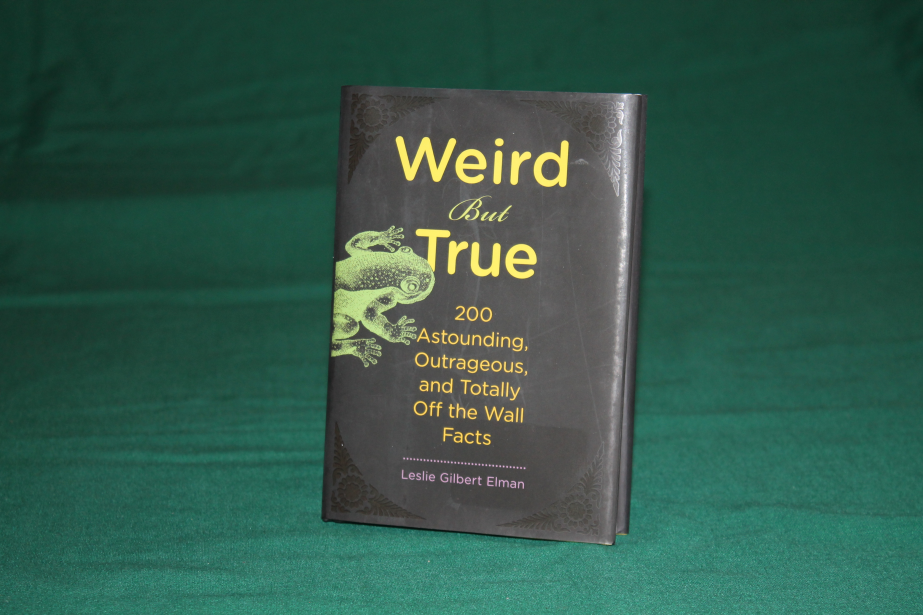 Weird
But
True
200
Astounding,
Outrageous,
and Totally
Off the Wall
Facts
Leslie Gilbert Elman